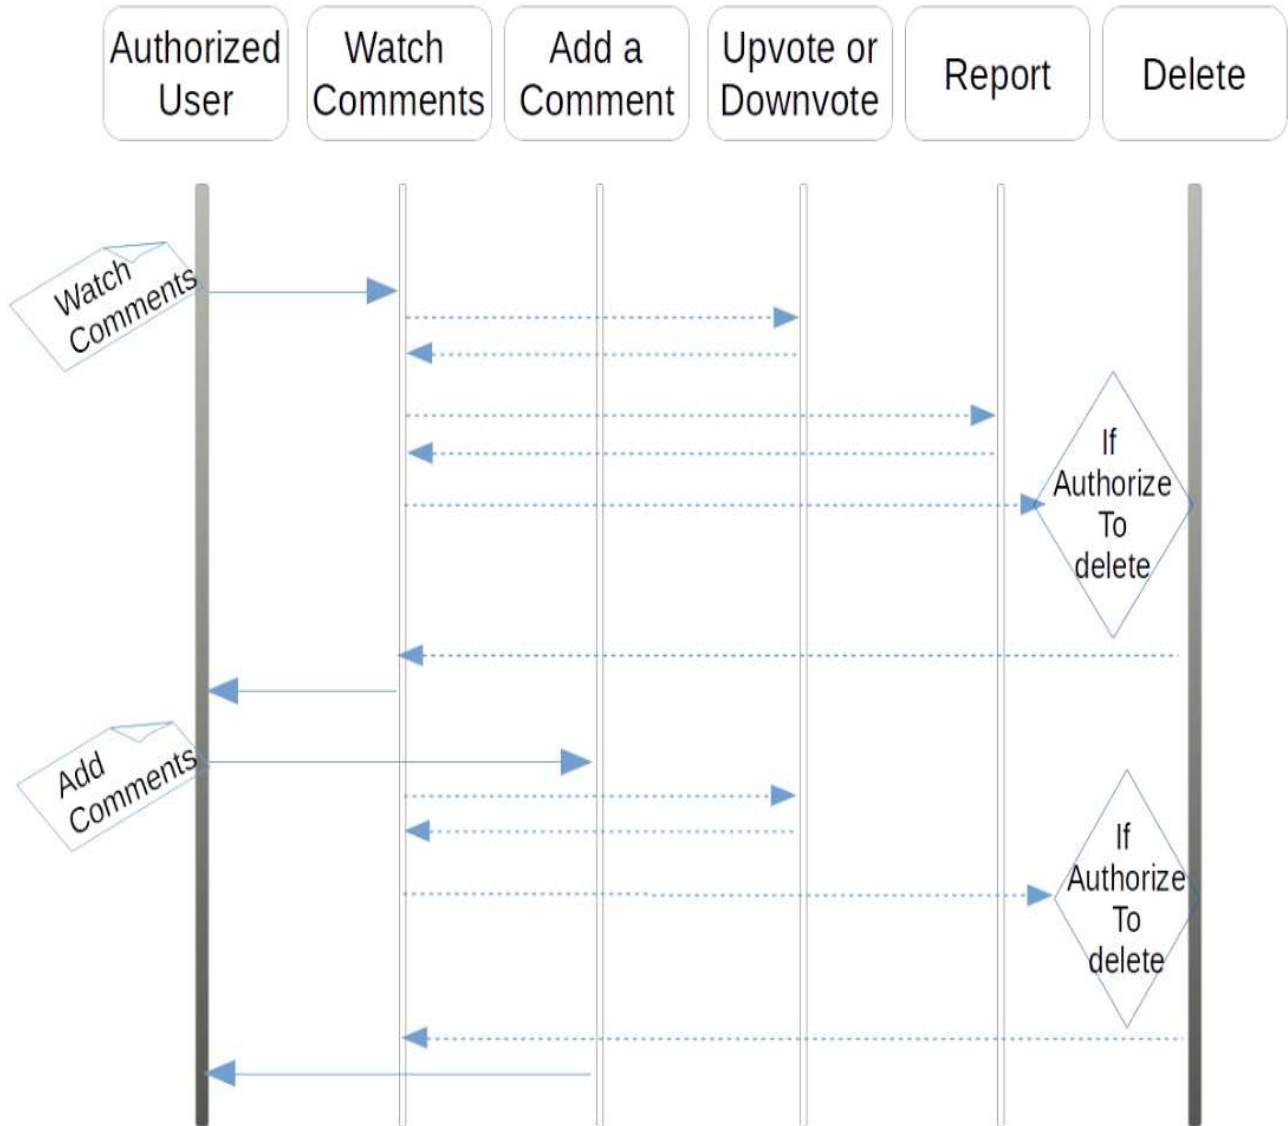 Authorized
User
Watch
Comments
Add a
Comment
Upvote or
Downvote
Report
Delete
Watch
Comments
If
Authorize
To
delete
Add
Comments
If
Authorize
To
delete